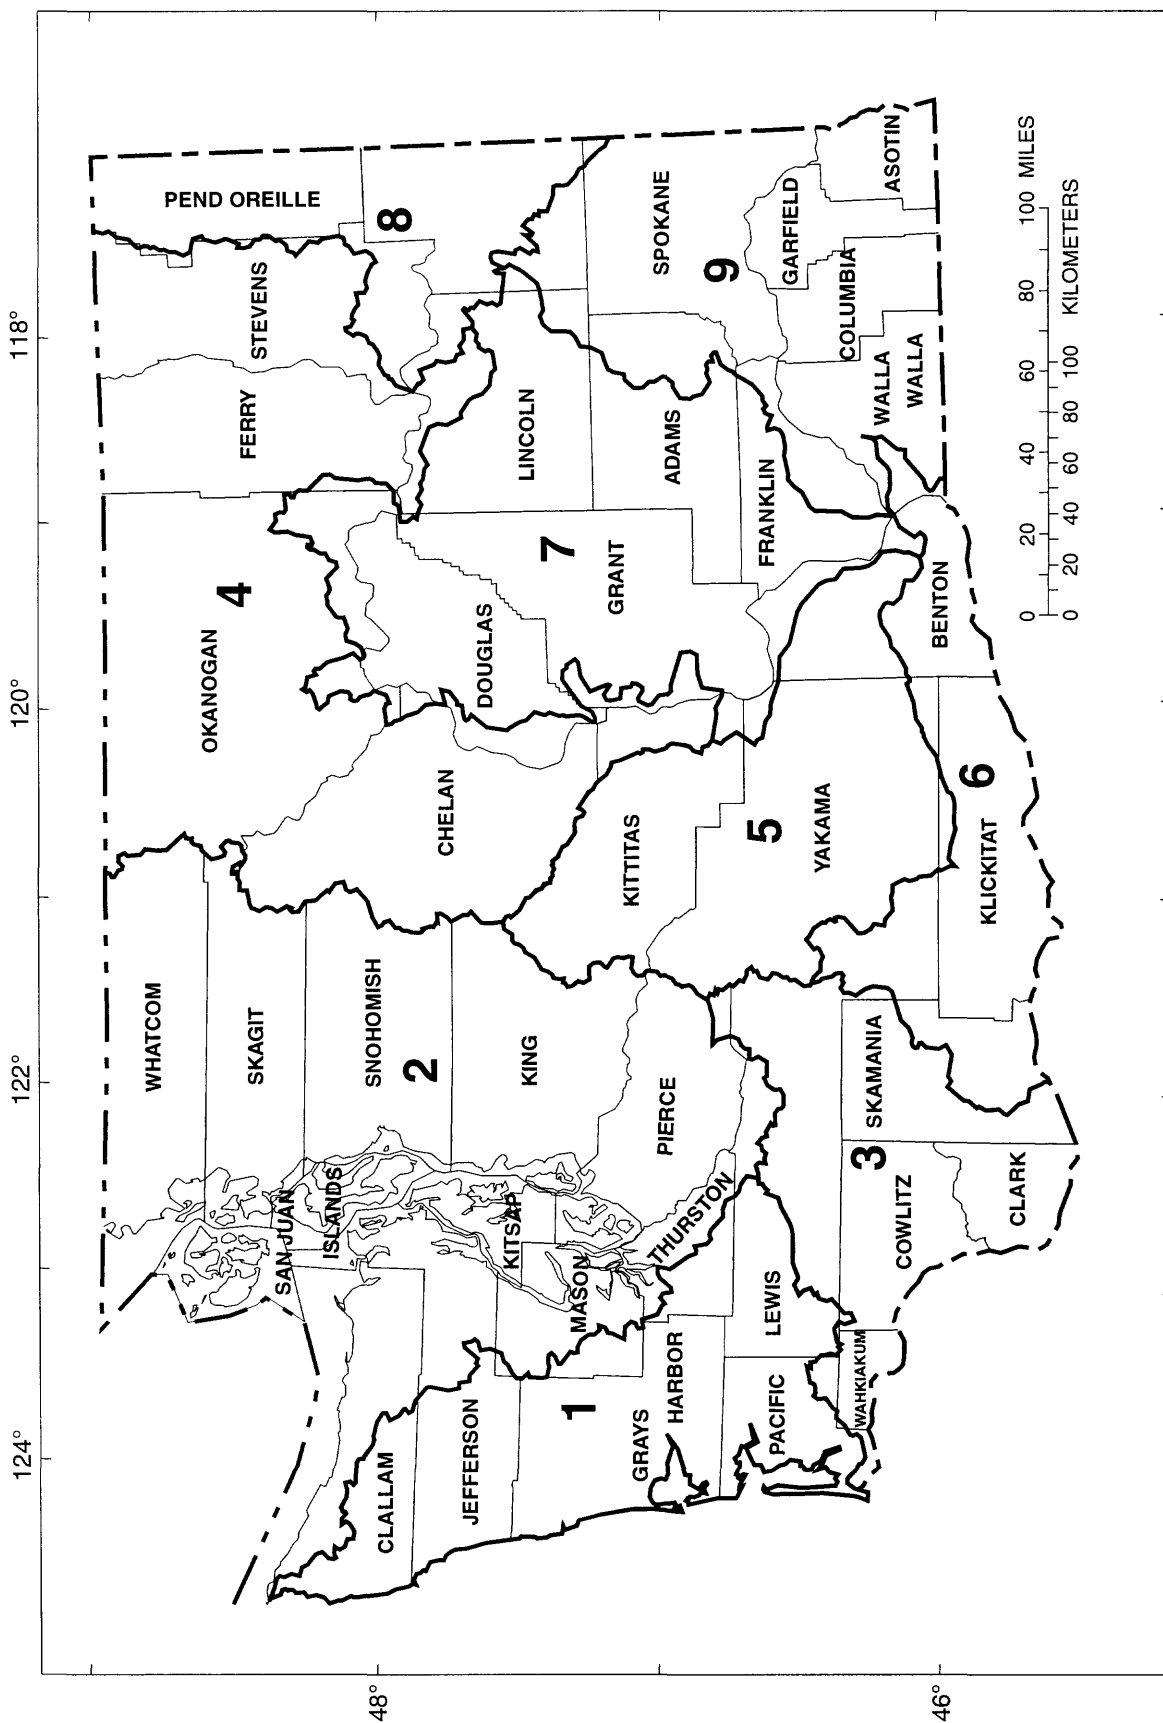 124°
122°
120°
118°
48°
46°
WHATCOM
SKAGIT
SNOHOMISH
2
KING
PIERCE
SAN JUAN
ISLANDS
KITSAP
MASON
THURSTON
CLALLAM
JEFFERSON
1
GRAYS
HARBOR
PACIFIC
LEWIS
WAHKIAKUM
3
COWLITZ
CLARK
SKAMANIA
OKANOGAN
4
CHELAN
DOUGLAS
KITTITAS
5
YAKAMA
6
KLICKITAT
BENTON
7
GRANT
FERRY
STEVENS
PEND OREILLE
8
LINCOLN
ADAMS
FRANKLIN
SPOKANE
9
GARFIELD
COLUMBIA
WALLA
WALLA
ASOTIN
0 20 40 60 80 100 MILES
0 20 40 60 80 100 KILOMETERS